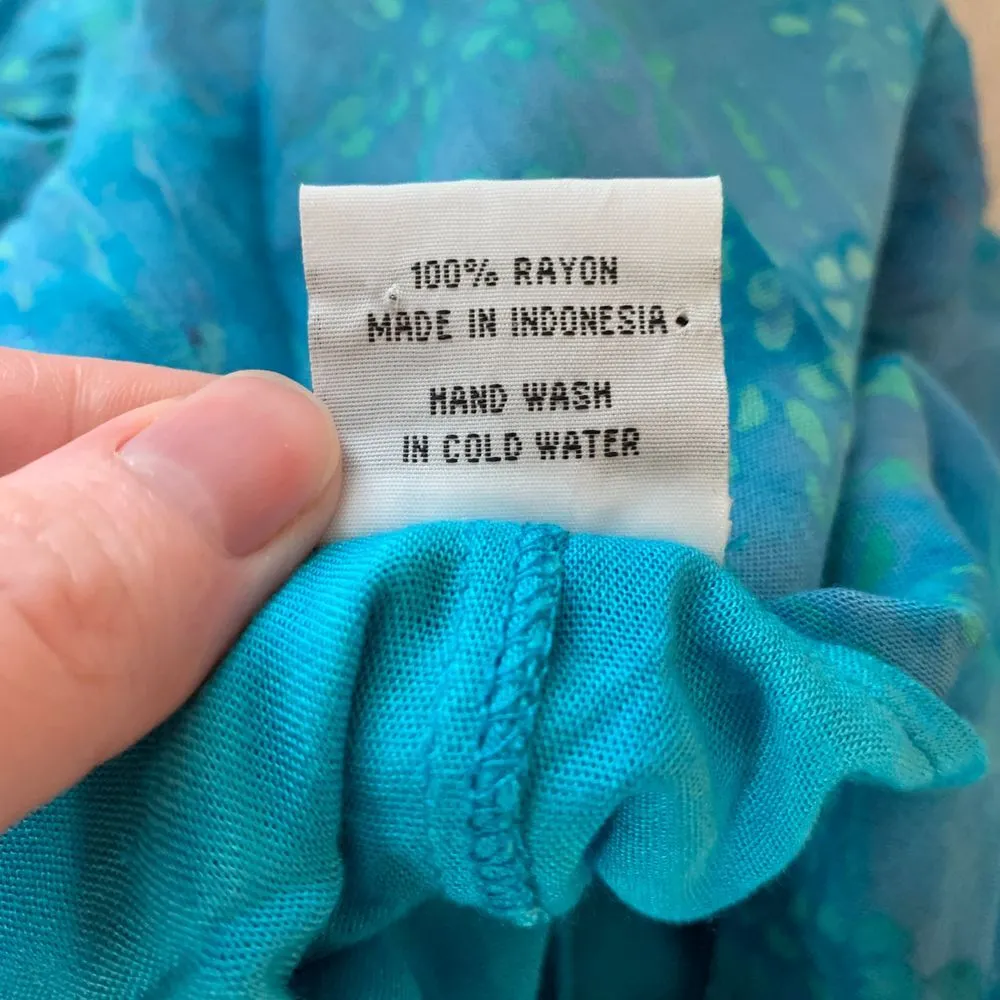 100% RAYON
MADE IN INDONESIA
HAND WASH
IN COLD WATER